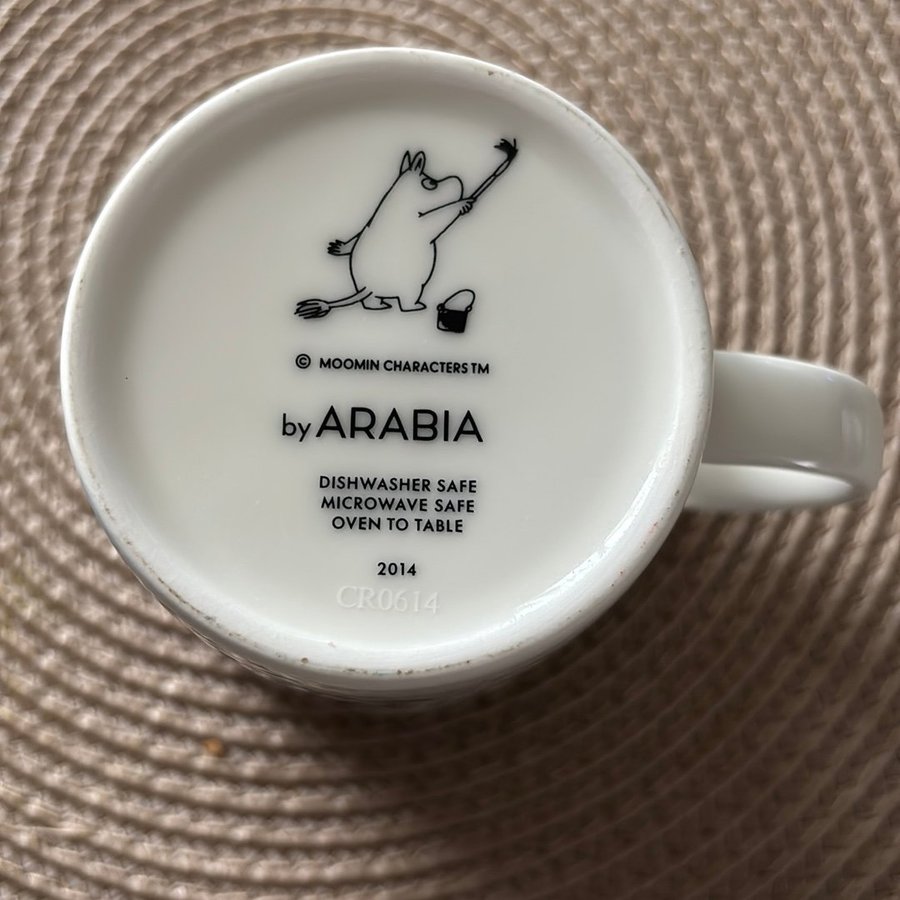 © MOOMIN CHARACTERS TM
by ARABIA
DISHWASHER SAFE
MICROWAVE SAFE
OVEN TO TABLE
2014
CR0614